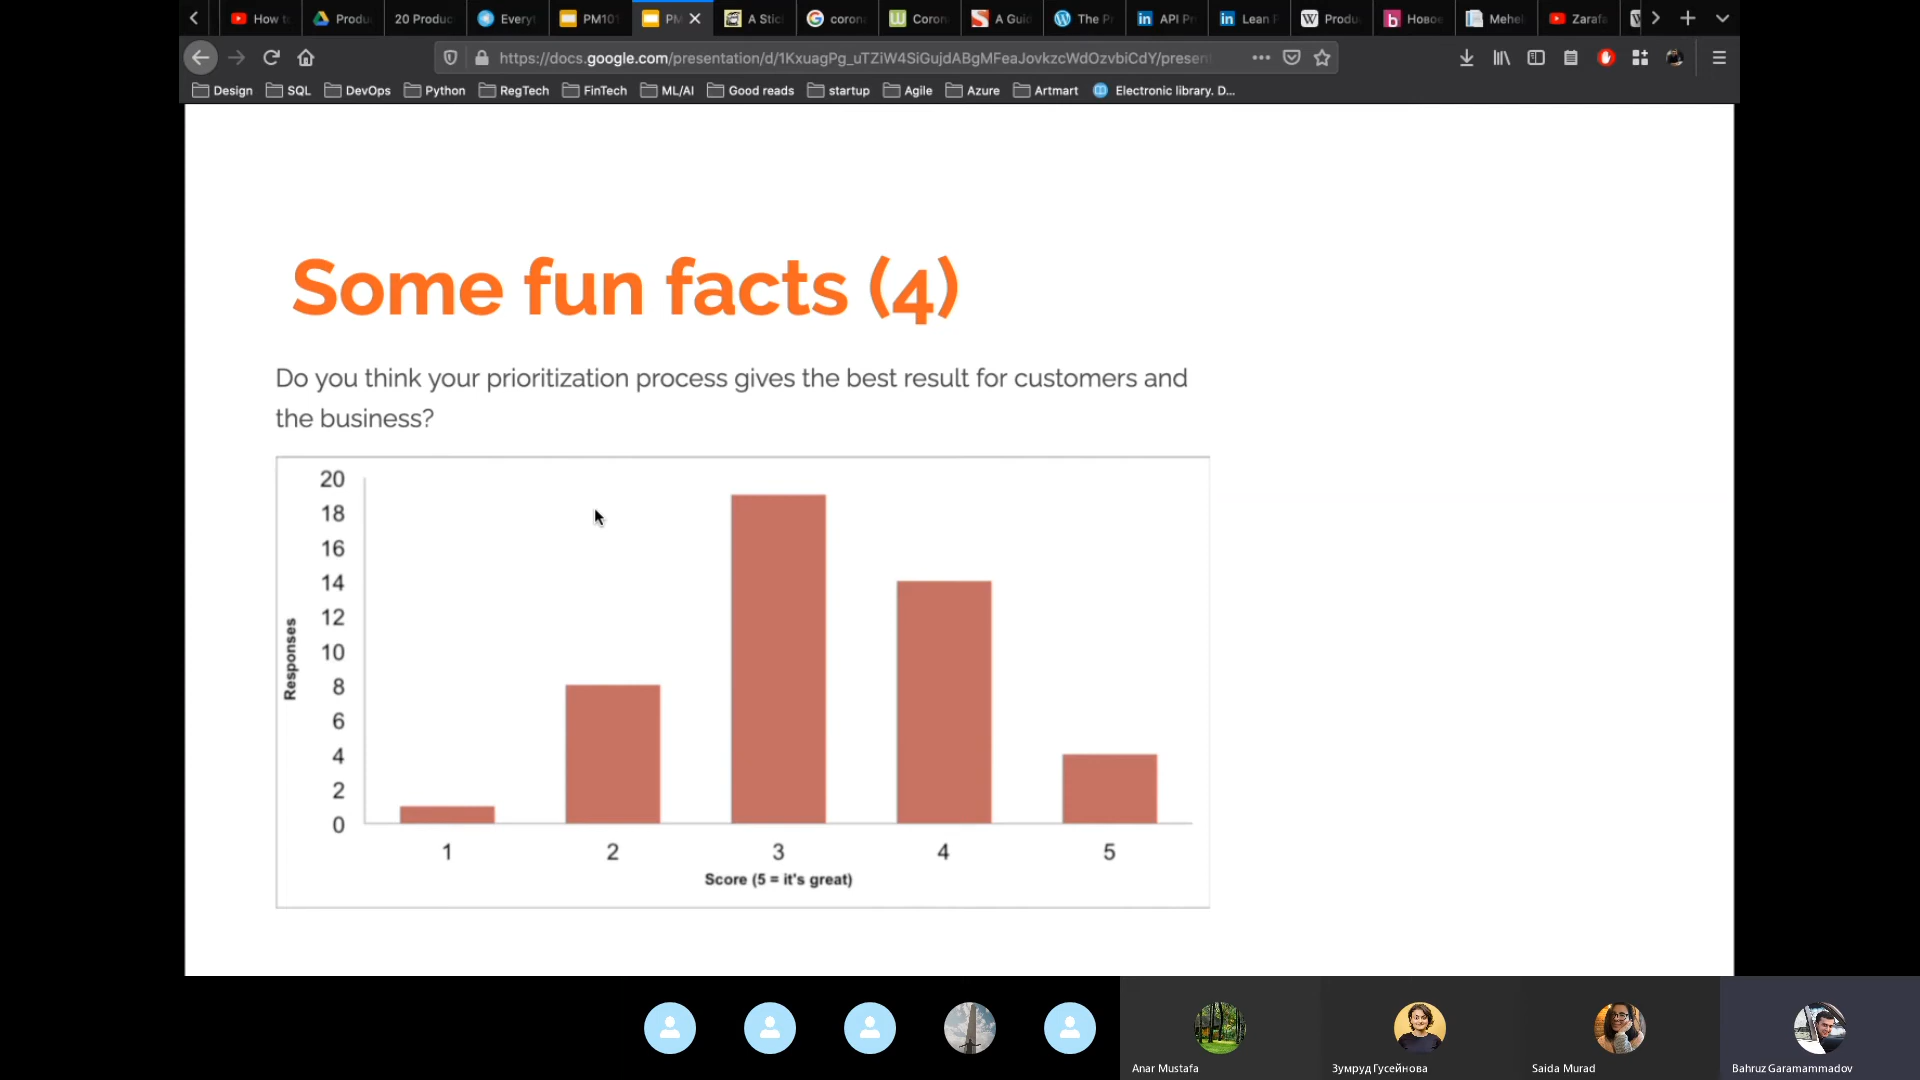 How t
Produ
20 Produc
Every
PM10
PM
A Stic
coron
Coron
A Guid
The P
API Pr
Lean
Produ
Ново
Mehe
Zarafa
https://docs.google.com/presentation/d/1KxuagPg_uTZiW4SiGujdABgMFeaJovkzcWdOzvbiCdY/presen
Design SQL DevOps Python RegTech FinTech ML/AI Good reads startup Agile Azure Artmart Electronic library. D...
Some fun facts (4)
Do you think your prioritization process gives the best result for customers and
the business?
20
18
16
14
12
10
8
6
4
2
0
Responses
1 2 3 4 5
Score (5 = it's great)
Anar Mustafa
Зумруд Гусейнова
Saida Murad
Bahruz Garamammadov